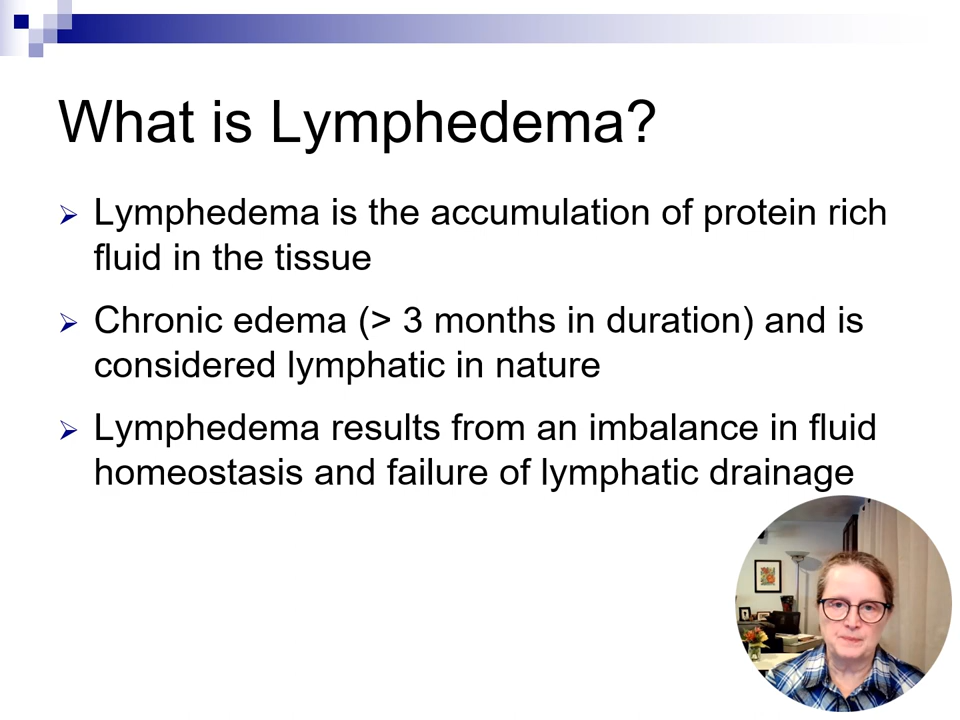 What is Lymphedema?
Lymphedema is the accumulation of protein rich
fluid in the tissue
Chronic edema (> 3 months in duration) and is
considered lymphatic in nature
Lymphedema results from an imbalance in fluid
homeostasis and failure of lymphatic drainage